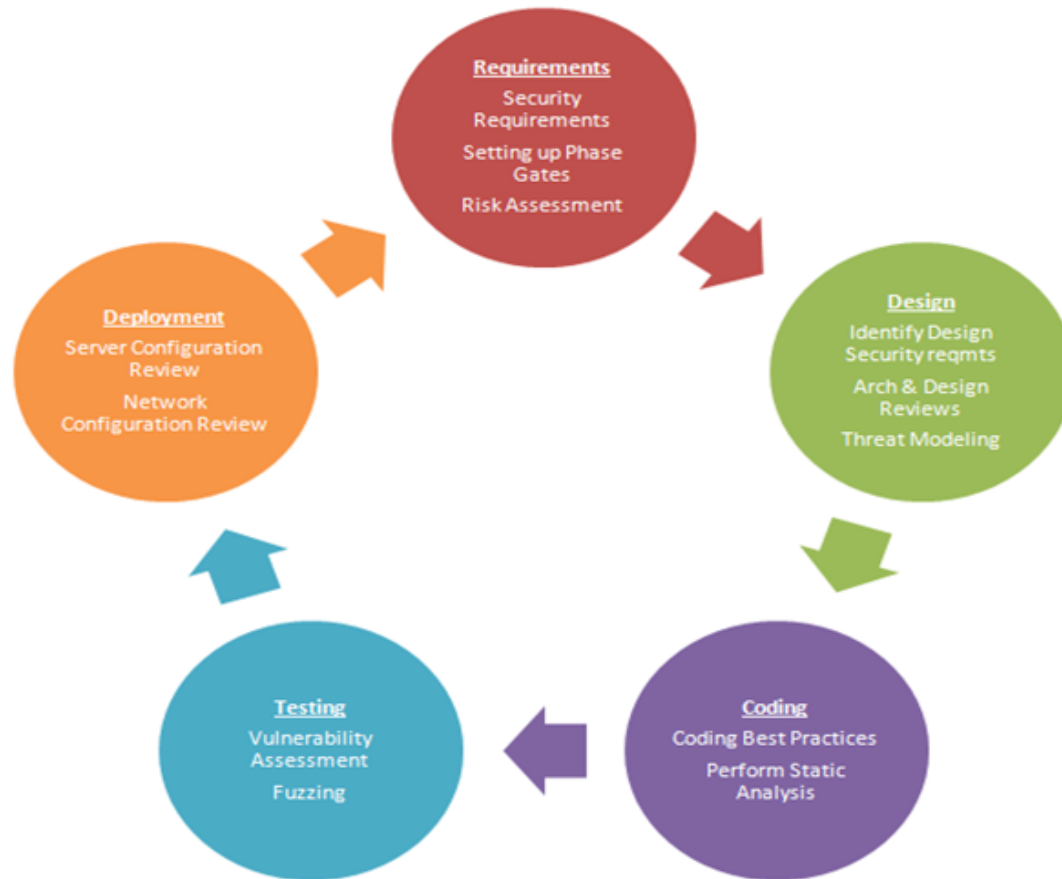 Requirements
Security
Requirements
Setting up Phase
Gates
Risk Assessment
Design
Identify Design
Security reqmts
Arch & Design
Reviews
Threat Modeling
Coding
Coding Best Practices
Perform Static
Analysis
Testing
Vulnerability
Assessment
Fuzzing
Deployment
Server Configuration
Review
Network
Configuration Review